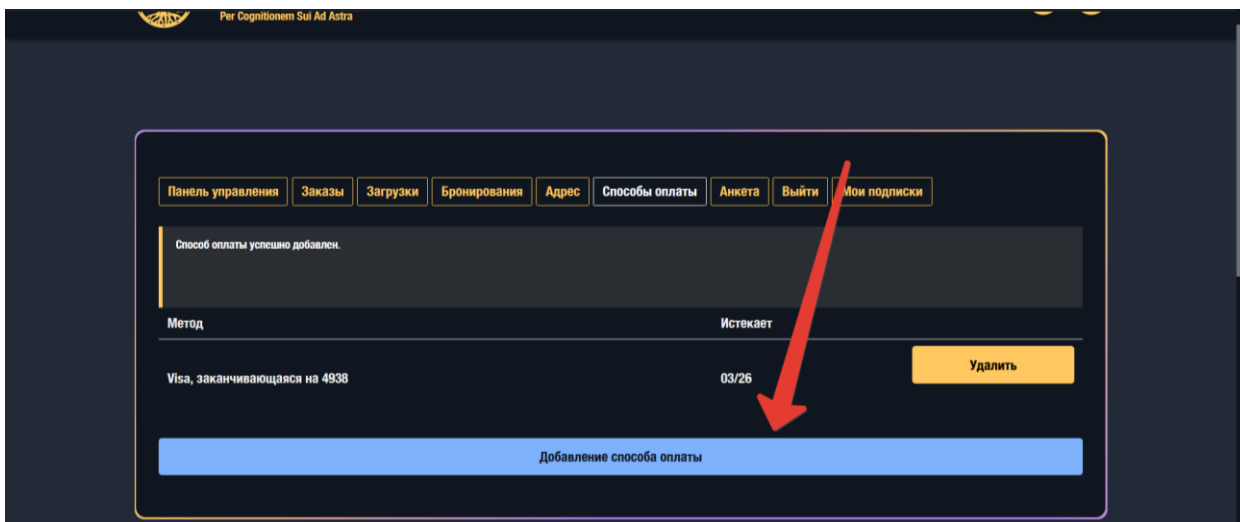 Per Cognitionem Sui Ad Astra
Панель управления Заказы Загрузки Бронирования Адрес Способы оплаты Анкета Выйти Мои подписки
Способ оплаты успешно добавлен.
Метод Истекает
Visa, заканчивающаяся на 4938 03/26 Удалить
Добавление способа оплаты